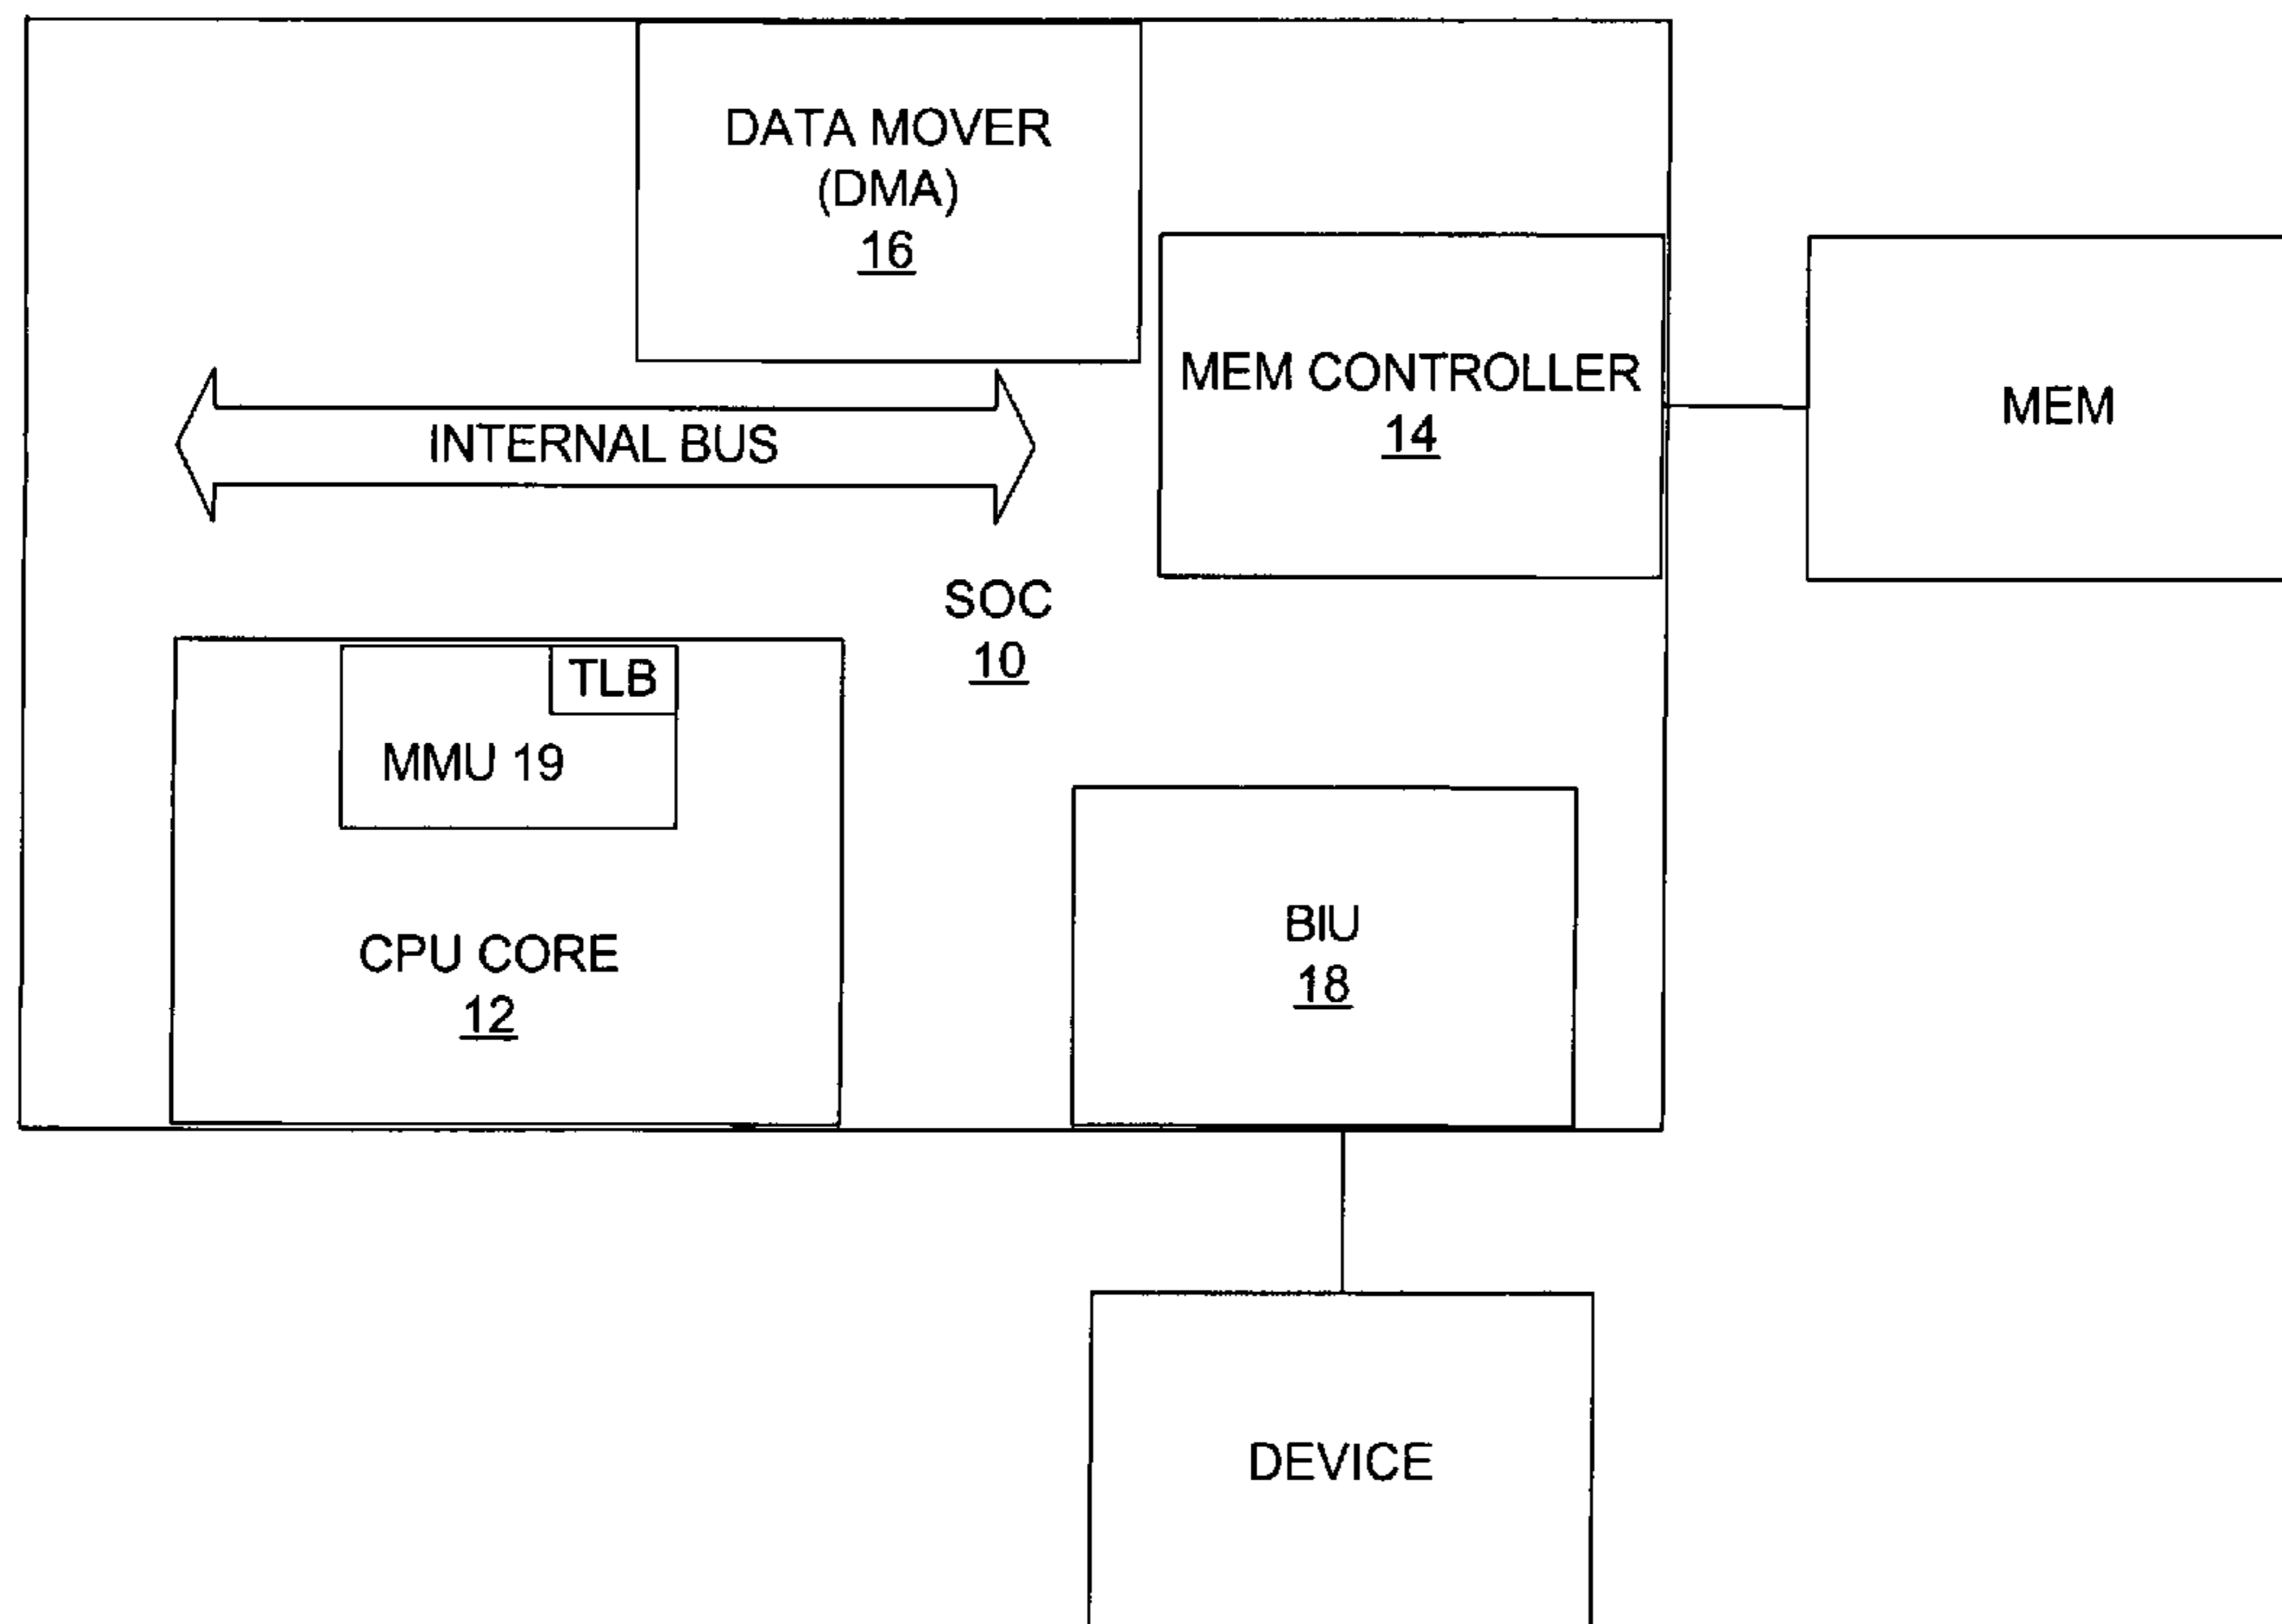 DATA MOVER
(DMA)
16
MEM CONTROLLER
14
MEM
INTERNAL BUS
SOC
10
TLB
MMU 19
CPU CORE
12
BIU
18
DEVICE